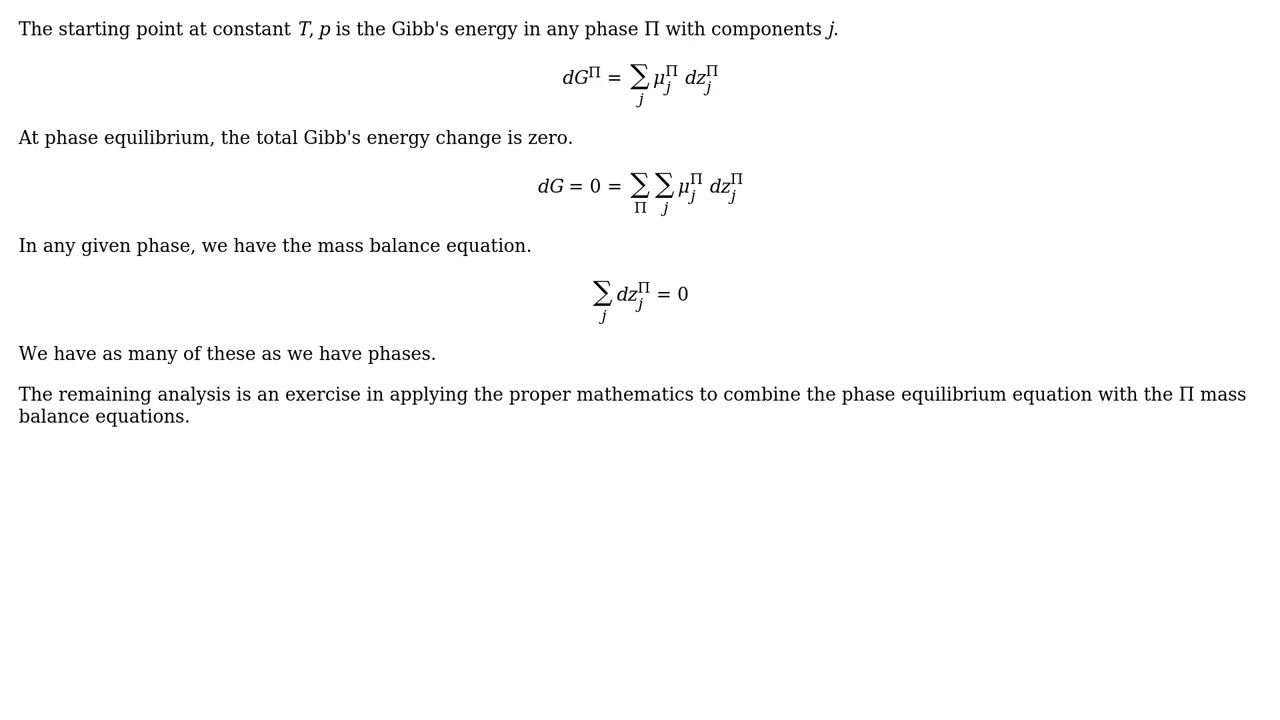 The starting point at constant T, p is the Gibb's energy in any phase Π with components j.
dG^Π = ∑_j μ_j^Π dz_j^Π
At phase equilibrium, the total Gibb's energy change is zero.
dG = 0 = ∑_Π ∑_j μ_j^Π dz_j^Π
In any given phase, we have the mass balance equation.
∑_j dz_j^Π = 0
We have as many of these as we have phases.
The remaining analysis is an exercise in applying the proper mathematics to combine the phase equilibrium equation with the Π mass
balance equations.